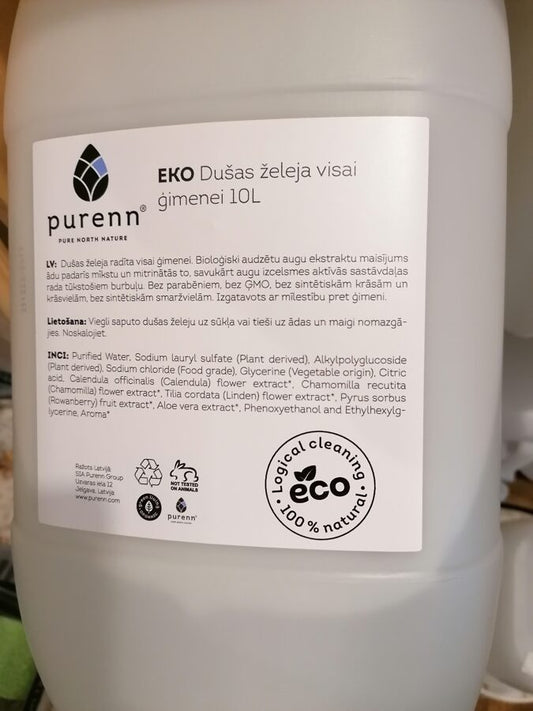 EKO Dušas želeja visai
ģimenei 10L
purenn®
PURE NORTH NATURE
LV: Dušas želeja radīta visai ģimenei. Bioloģiski audzētu augu ekstraktu maisījums
ādu padarīs mīkstu un mitrinātās to, savukārt augu izcelsmes aktīvās sastāvdaļas
rada tūkstošiem burbuļu. Bez parabēniem, bez ĢMO, bez sintētiskām krāsām un
krāsvielām, bez sintētiskām smaržvielām. Izgatavots ar mīlestību pret ģimeni.
Lietošana: Viegli saputo dušas želeju uz sūkļa vai tieši uz ādas un maigi nomazgā-
jies. Noskalojiet.
INCI: Purified Water, Sodium lauryl sulfate (Plant derived), Alkylpolyglucoside
(Plant derived), Sodium chloride (Food grade), Glycerine (Vegetable origin), Citric
acid, Calendula officinalis (Calendula) flower extract*, Chamomilla recutita
(Chamomilla) flower extract*, Tilia cordata (Linden) flower extract*, Pyrus sorbus
(Rowanberry) fruit extract*, Aloe vera extract*, Phenoxyethanol and Ethylhexylg-
lycerine, Aroma*
Ražots Latvijā
SIA Purenn Group
Uzvaras iela 12
Jelgava, Latvija
www.purenn.com
NOT TESTED
ON ANIMALS
purenn
Logical cleaning
eco
100% natural